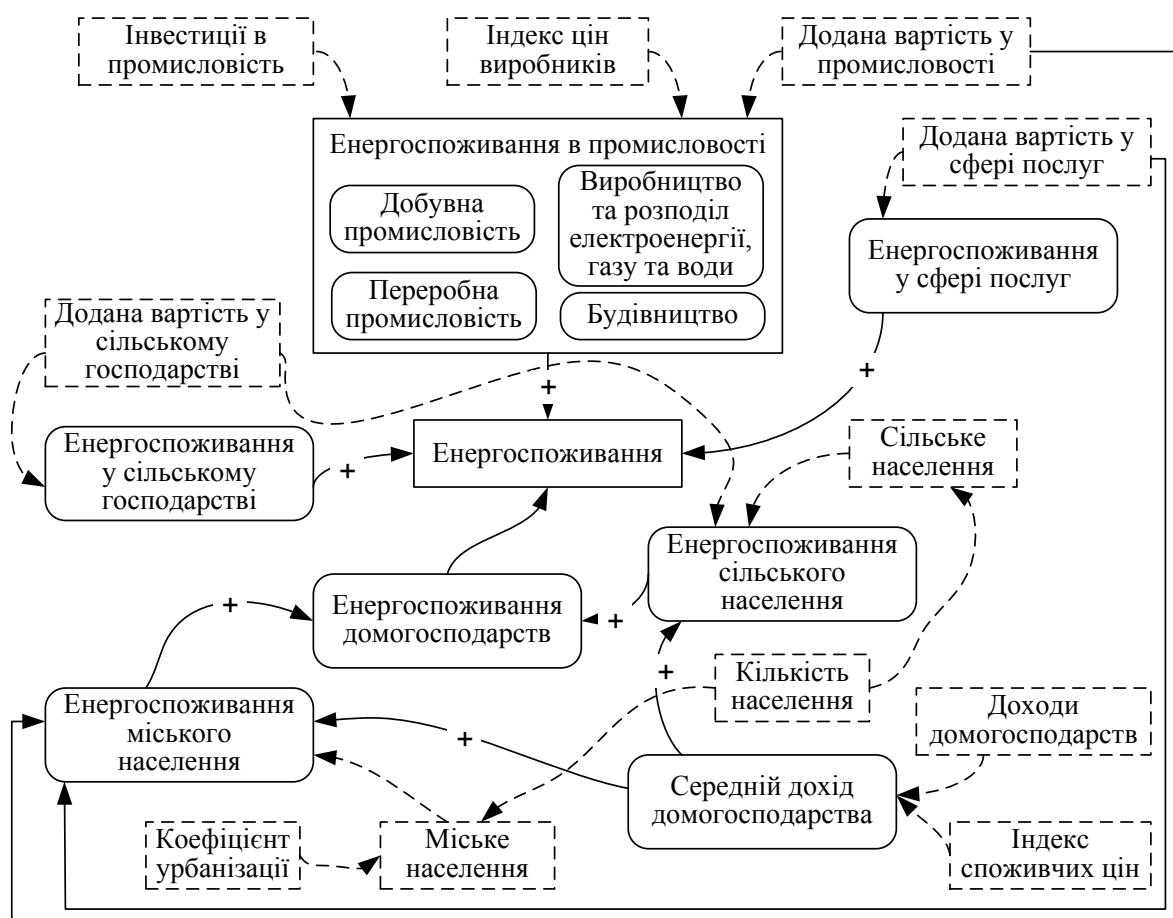 Інвестиції в
промисловість
Індекс цін
виробників
Додана вартість у
промисловості
Енергоспоживання в промисловості
Добувна
промисловість
Виробництво
та розподіл
електроенергії,
газу та води
Переробна
промисловість
Будівництво
Додана вартість у
сфері послуг
Енергоспоживання
у сфері послуг
Додана вартість у
сільському
господарстві
+
+
Енергоспоживання
у сільському
господарстві
+
Енергоспоживання
Сільське
населення
Енергоспоживання
сільського
населення
Енергоспоживання
домогосподарств
+
+
+
Кількість
населення
Енергоспоживання
міського
населення
+
Доходи
домогосподарств
Середній дохід
домогосподарства
Коефіцієнт
урбанізації
Міське
населення
Індекс
споживчих цін